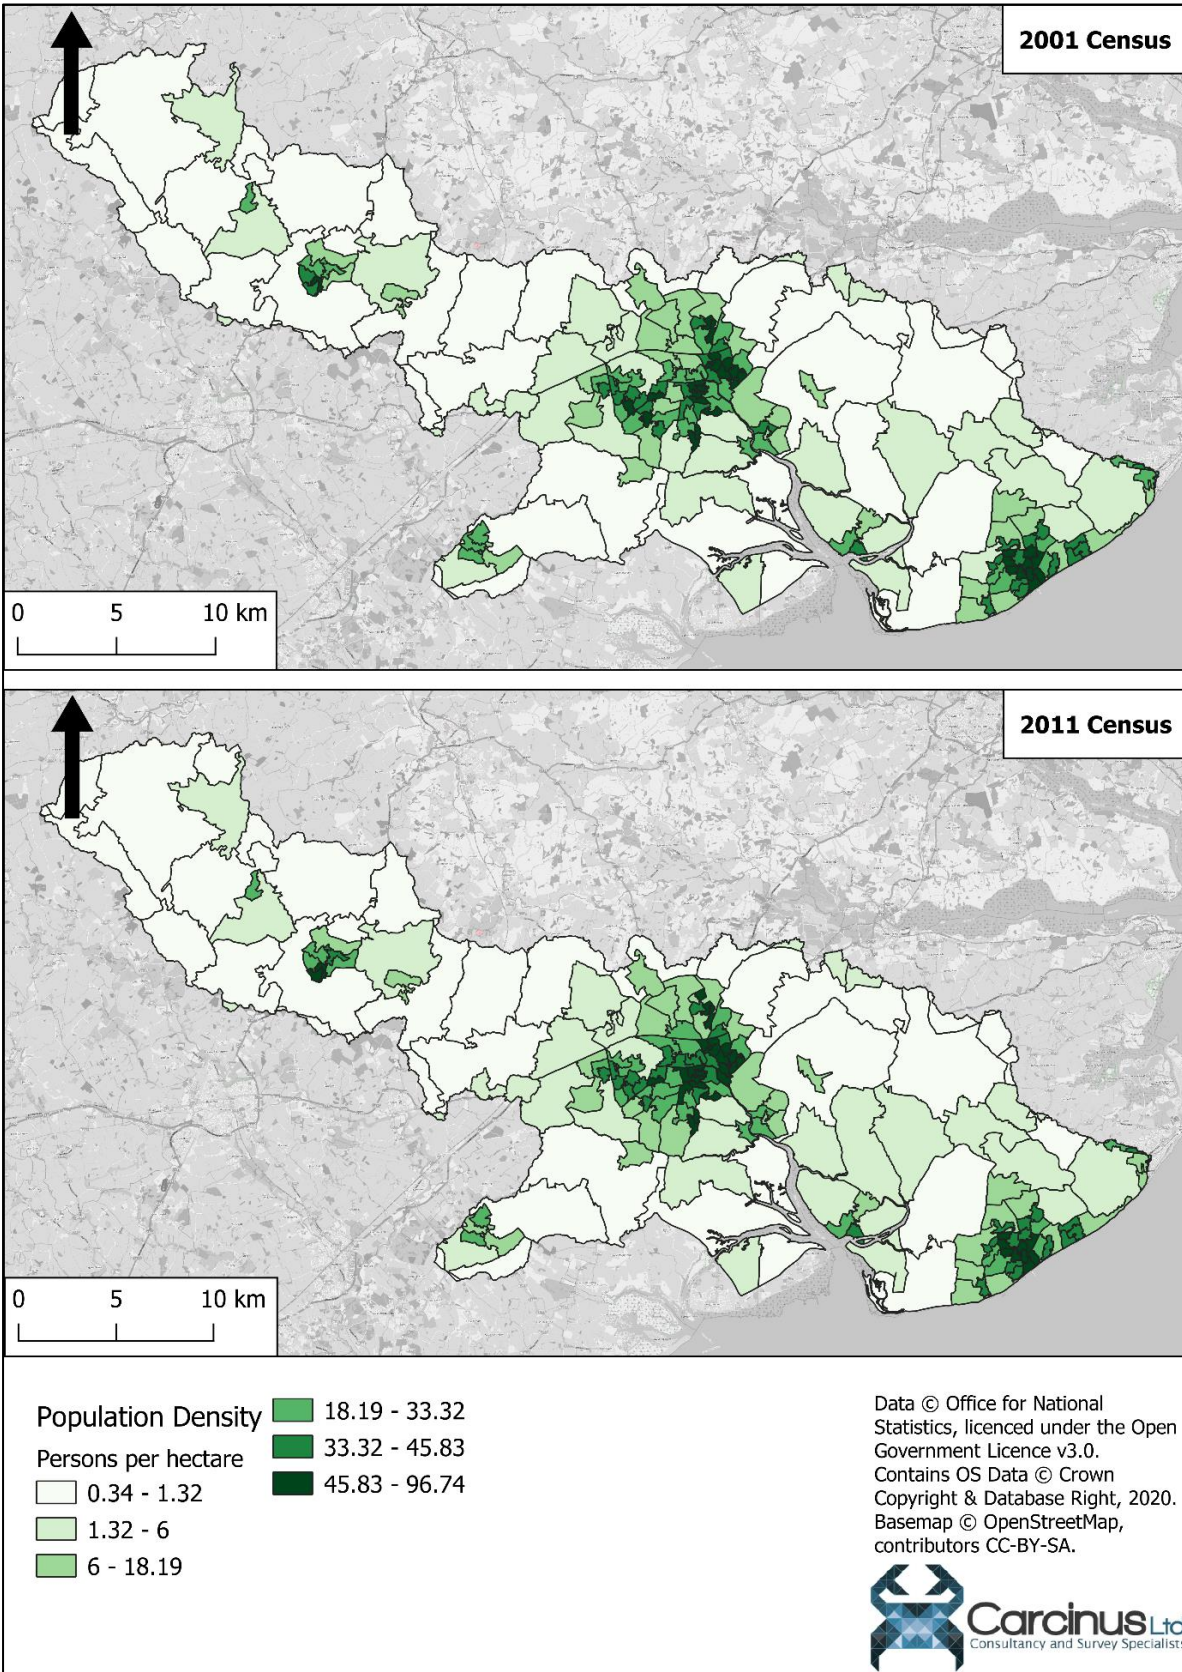 2001 Census
0 5 10 km
2011 Census
0 5 10 km
Population Density
Persons per hectare
0.34 - 1.32
1.32 - 6
6 - 18.19
18.19 - 33.32
33.32 - 45.83
45.83 - 96.74
Data © Office for National
Statistics, licenced under the Open
Government Licence v3.0.
Contains OS Data © Crown
Copyright & Database Right, 2020.
Basemap © OpenStreetMap,
contributors CC-BY-SA.
Carcinus Ltd
Consultancy and Survey Specialists